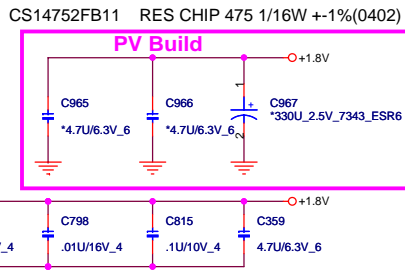 CS14752FB11 RES CHIP 475 1/16W +-1%(0402)
PV Build
+1.8V
C965
*4.7U/6.3V_6
C966
*4.7U/6.3V_6
1
+
2
C967
*330U_2.5V_7343_ESR6
+1.8V
V_4
C798
.01U/16V_4
C815
.1U/10V_4
C359
4.7U/6.3V_6